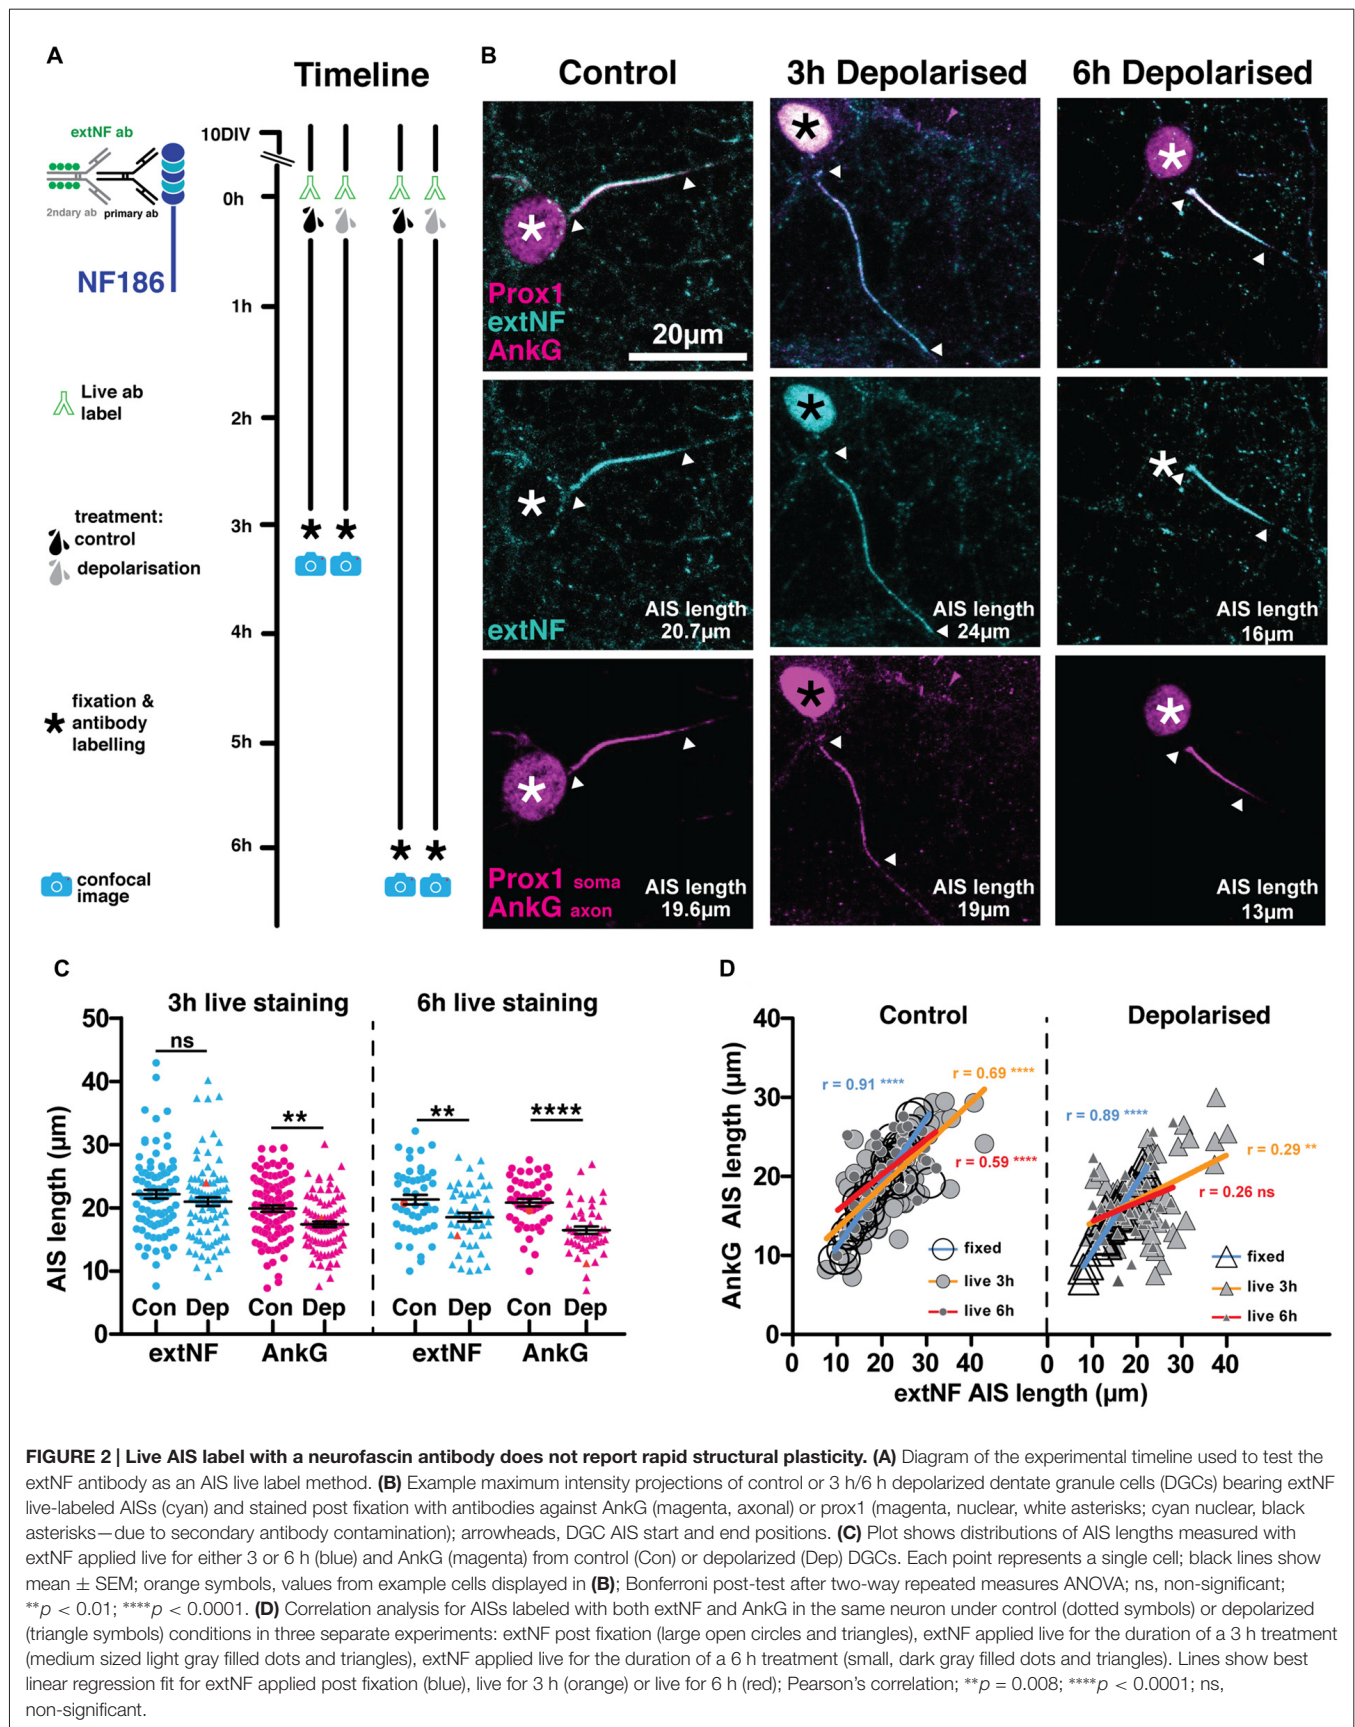 A
Timeline
extNF ab
2ndary ab
primary ab
NF186
Live ab
label
treatment:
control
depolarisation
fixation &
antibody
labelling
confocal
image
10DIV
0h
1h
2h
3h
4h
5h
6h
B
Control
3h Depolarised
6h Depolarised
Prox1
extNF
AnkG
20µm
extNF
AIS length
20.7µm
AIS length
24µm
AIS length
16µm
Prox1 soma
AnkG axon
AIS length
19.6µm
AIS length
19µm
AIS length
13µm
C
3h live staining
6h live staining
AIS length (µm)
50
40
30
20
10
0
ns
**
**
****
Con Dep Con Dep Con Dep Con Dep
extNF AnkG extNF AnkG
D
Control
Depolarised
AnkG AIS length (µm)
40
30
20
10
0
r = 0.91 ****
r = 0.69 ****
r = 0.59 ****
r = 0.89 ****
r = 0.29 **
r = 0.26 ns
fixed
live 3h
live 6h
fixed
live 3h
live 6h
0 10 20 30 40 0 10 20 30 40
extNF AIS length (µm)
FIGURE 2 | Live AIS label with a neurofascin antibody does not report rapid structural plasticity. (A) Diagram of the experimental timeline used to test the
extNF antibody as an AIS live label method. (B) Example maximum intensity projections of control or 3 h/6 h depolarized dentate granule cells (DGCs) bearing extNF
live-labeled AISs (cyan) and stained post fixation with antibodies against AnkG (magenta, axonal) or prox1 (magenta, nuclear, white asterisks; cyan nuclear, black
asterisks—due to secondary antibody contamination); arrowheads, DGC AIS start and end positions. (C) Plot shows distributions of AIS lengths measured with
extNF applied live for either 3 or 6 h (blue) and AnkG (magenta) from control (Con) or depolarized (Dep) DGCs. Each point represents a single cell; black lines show
mean ± SEM; orange symbols, values from example cells displayed in (B); Bonferroni post-test after two-way repeated measures ANOVA; ns, non-significant;
**p < 0.01; ****p < 0.0001. (D) Correlation analysis for AISs labeled with both extNF and AnkG in the same neuron under control (dotted symbols) or depolarized
(triangle symbols) conditions in three separate experiments: extNF post fixation (large open circles and triangles), extNF applied live for the duration of a 3 h treatment
(medium sized light gray filled dots and triangles), extNF applied live for the duration of a 6 h treatment (small, dark gray filled dots and triangles). Lines show best
linear regression fit for extNF applied post fixation (blue), live for 3 h (orange) or live for 6 h (red); Pearson's correlation; **p = 0.008; ****p < 0.0001; ns,
non-significant.